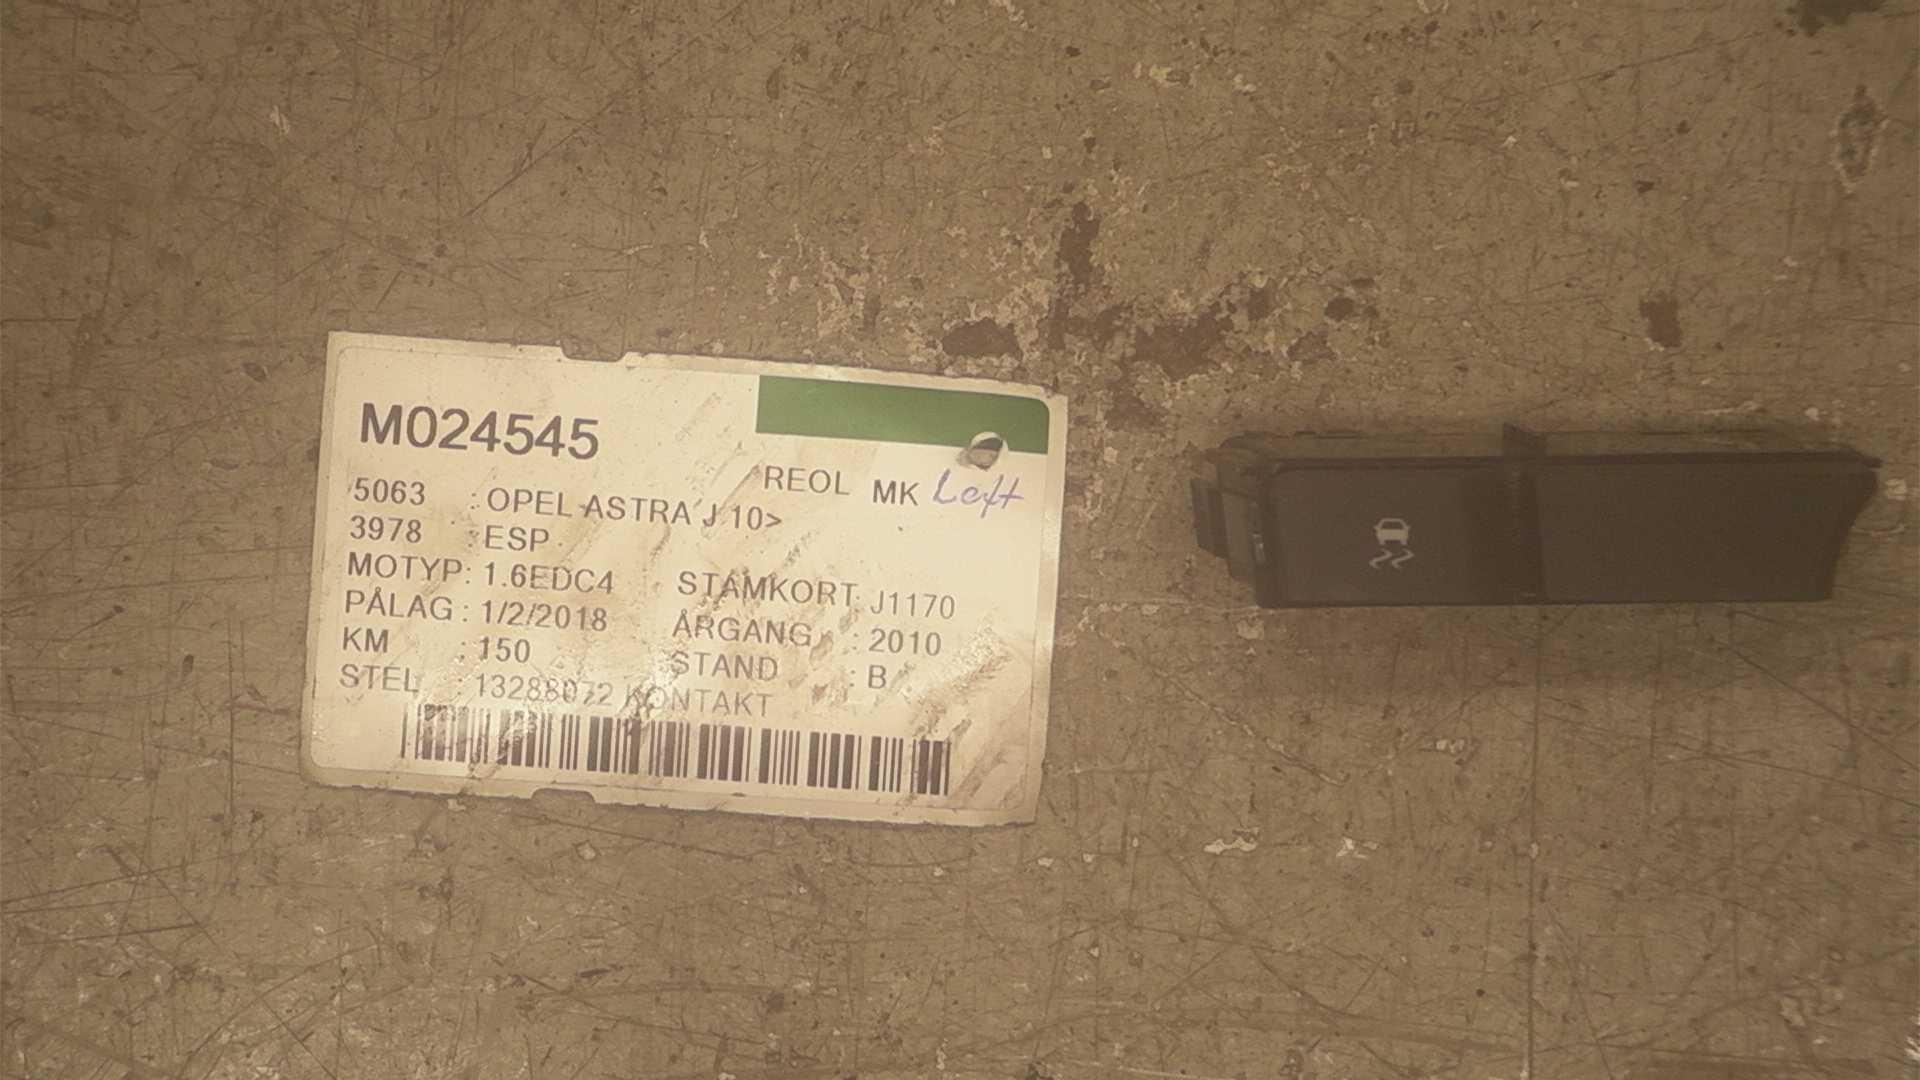 M024545
REOL MK Left
5063 : OPEL ASTRA J 10>
3978 : ESP
MOTYP: 1.6EDC4 STAMKORT: J1170
PÅLAG: 1/2/2018 ÅRGANG: 2010
KM : 150 STAND : B
STEL : 13288072 KONTAKT